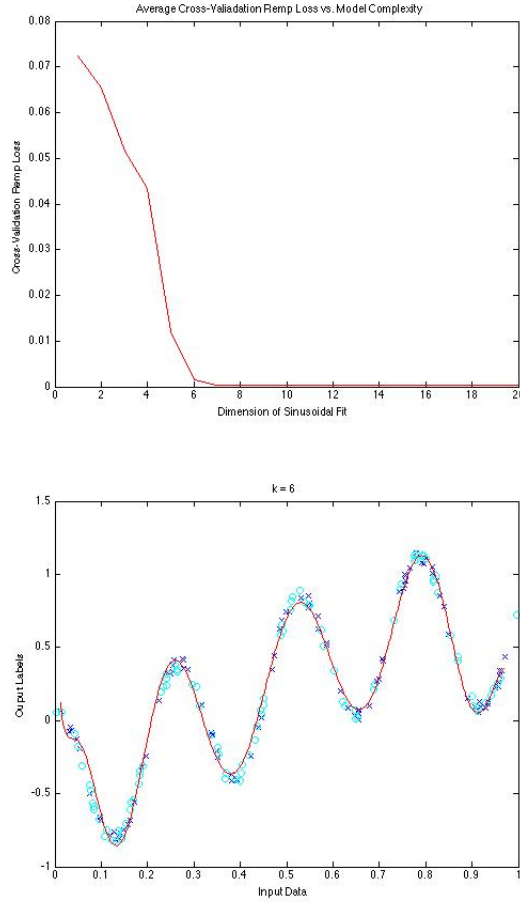 Average Cross-Valiadation Remp Loss vs. Model Complexity
0.08
0.07
0.06
0.05
0.04
0.03
0.02
0.01
0
Cross-Validation Remp Loss
0 2 4 6 8 10 12 14 16 18 20
Dimension of Sinusoidal Fit
k = 6
1.5
1
0.5
0
-0.5
-1
Ouput Labels
0 0.1 0.2 0.3 0.4 0.5 0.6 0.7 0.8 0.9 1
Input Data